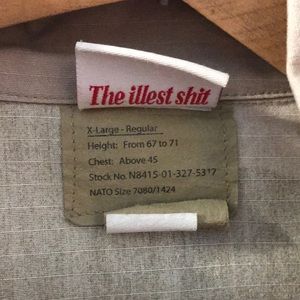 The illest shit
X-Large - Regular
Height: From 67 to 71
Chest: Above 45
Stock No. N8415-01-327-5317
NATO Size 7080/1424